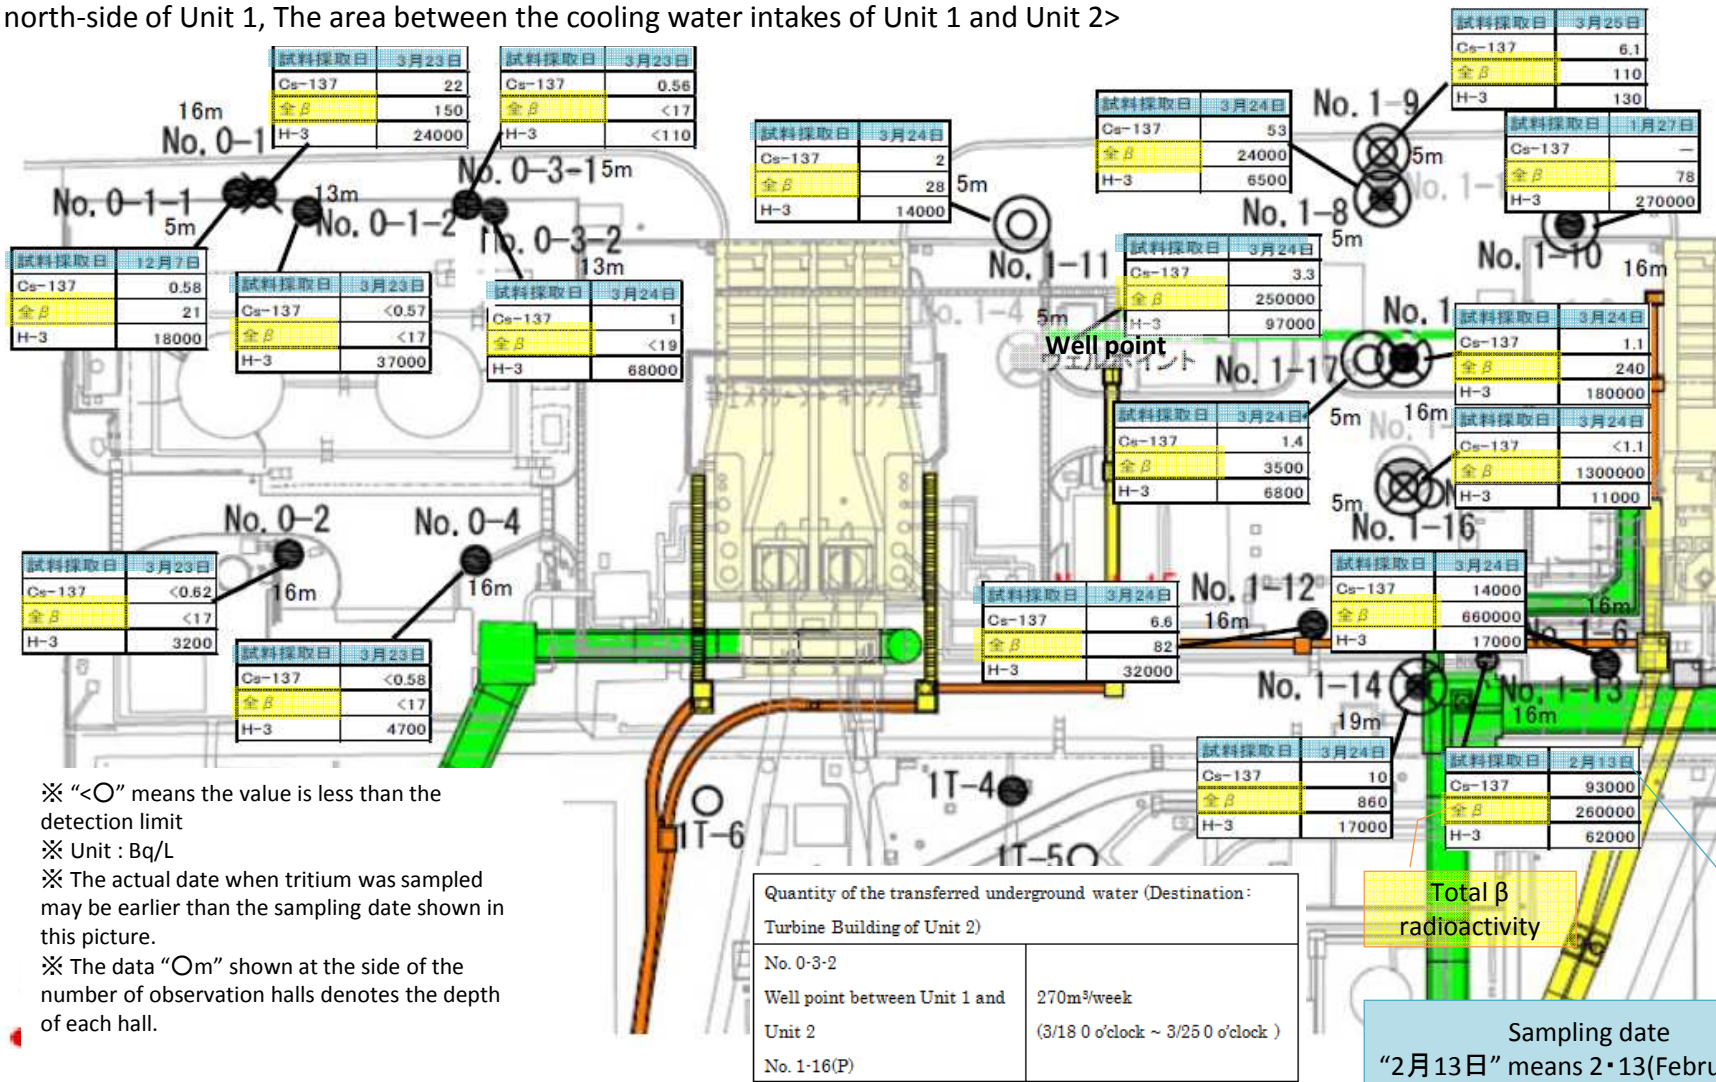 north-side of Unit 1, The area between the cooling water intakes of Unit 1 and Unit 2>
試料採取日 3月23日
Cs-137 22
全β 150
H-3 24000
試料採取日 3月23日
Cs-137 0.56
全β <17
H-3 <110
試料採取日 3月25日
Cs-137 6.1
全β 110
H-3 130
16m
No. 0-1
試料採取日 3月24日
Cs-137 2
全β 28
H-3 14000
5m
No. 1-11
試料採取日 3月24日
Cs-137 53
全β 24000
H-3 6500
No. 1-9
5m
試料採取日 1月27日
Cs-137 —
全β 78
H-3 270000
No. 0-1-1
5m
13m
No. 0-1-2
No. 0-3-1
5m
No. 0-3-2
13m
No. 1-8
5m
No. 1-10
16m
試料採取日 12月7日
Cs-137 0.58
全β 21
H-3 18000
試料採取日 3月23日
Cs-137 <0.57
全β <17
H-3 37000
試料採取日 3月24日
Cs-137 1
全β <19
H-3 68000
試料採取日 3月24日
Cs-137 3.3
全β 250000
H-3 97000
5m
Well point
ウェルポイント
No. 1-17
5m
No. 1
16m
試料採取日 3月24日
Cs-137 1.1
全β 240
H-3 180000
試料採取日 3月24日
Cs-137 1.4
全β 3500
H-3 6800
試料採取日 3月24日
Cs-137 <1.1
全β 1300000
H-3 11000
5m
No. 1-16
No. 0-2
16m
No. 0-4
16m
試料採取日 3月23日
Cs-137 <0.62
全β <17
H-3 3200
試料採取日 3月23日
Cs-137 <0.58
全β <17
H-3 4700
試料採取日 3月24日
Cs-137 6.6
全β 82
H-3 32000
No. 1-12
16m
試料採取日 3月24日
Cs-137 14000
全β 660000
H-3 17000
16m
No. 1-6
No. 1-14
19m
No. 1-13
16m
試料採取日 3月24日
Cs-137 10
全β 860
H-3 17000
試料採取日 2月13日
Cs-137 93000
全β 260000
H-3 62000
1T-6
1T-4
1T-5
※ “<○” means the value is less than the
detection limit
※ Unit : Bq/L
※ The actual date when tritium was sampled
may be earlier than the sampling date shown in
this picture.
※ The data “○m” shown at the side of the
number of observation halls denotes the depth
of each hall.
Quantity of the transferred underground water (Destination:
Turbine Building of Unit 2)
No. 0-3-2
Well point between Unit 1 and
Unit 2
No. 1-16(P)
270m³/week
(3/18 0 o'clock ~ 3/25 0 o'clock )
Total β
radioactivity
Sampling date
“2月13日” means 2・13(Febru